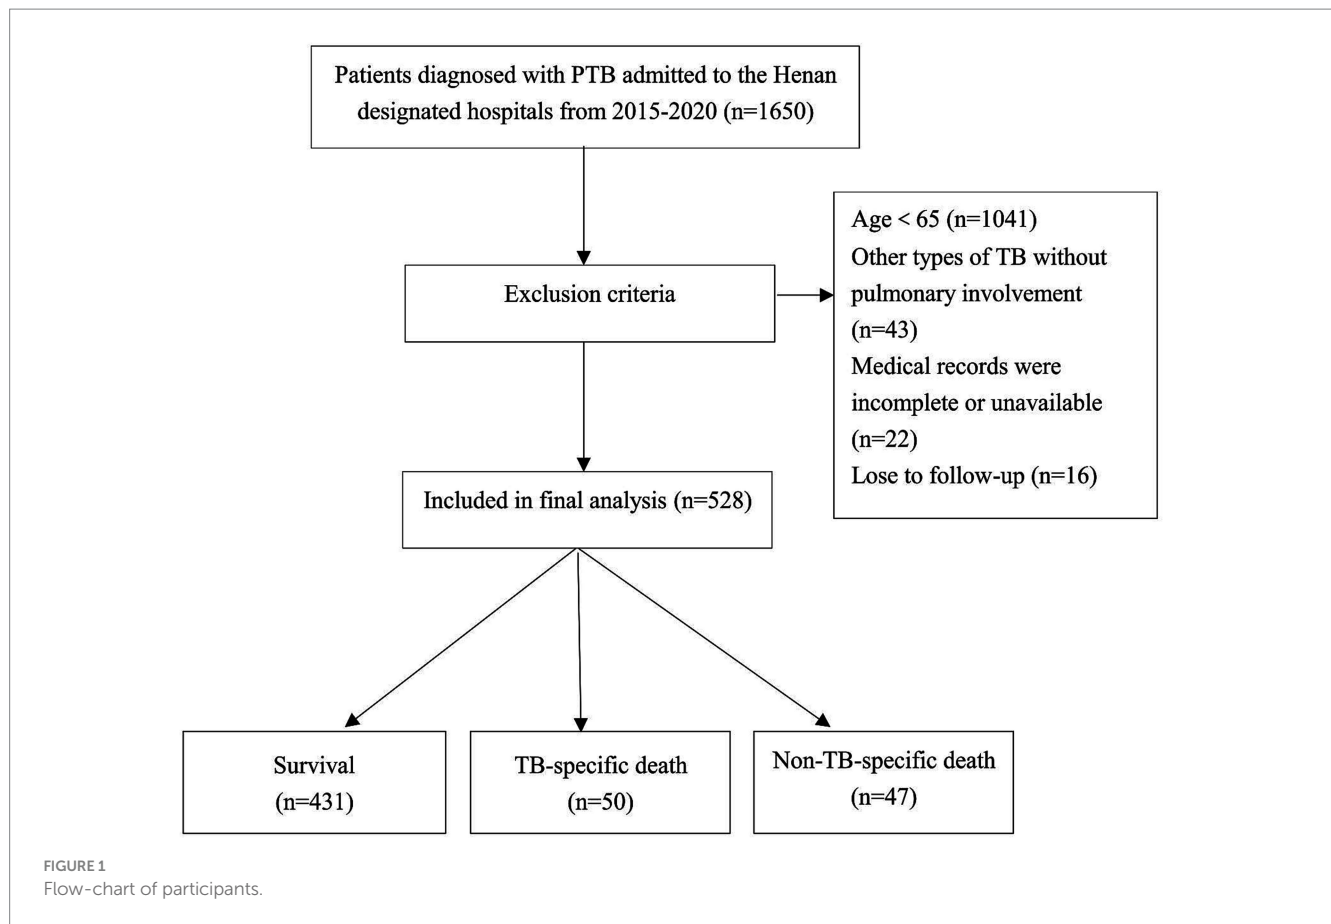 Patients diagnosed with PTB admitted to the Henan
designated hospitals from 2015-2020 (n=1650)
Age < 65 (n=1041)
Other types of TB without
pulmonary involvement
(n=43)
Medical records were
incomplete or unavailable
(n=22)
Lose to follow-up (n=16)
Exclusion criteria
Included in final analysis (n=528)
Survival
(n=431)
TB-specific death
(n=50)
Non-TB-specific death
(n=47)
FIGURE 1
Flow-chart of participants.